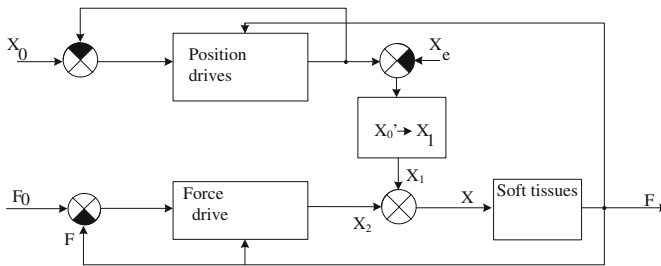 X0
Position
drives
Xe
X0' → X1
X1
F0
F
Force
drive
X2
X
Soft tissues
F